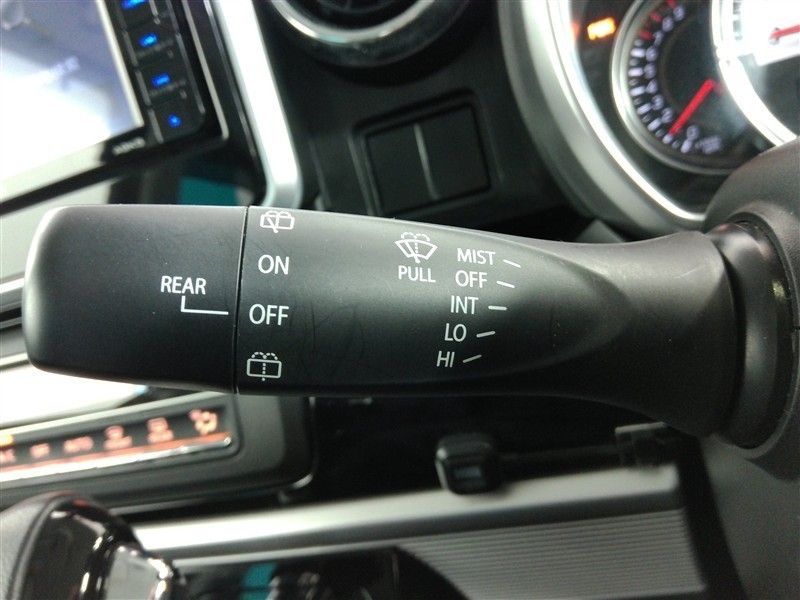 ON
REAR
OFF
PULL
MIST
OFF
INT
LO
HI